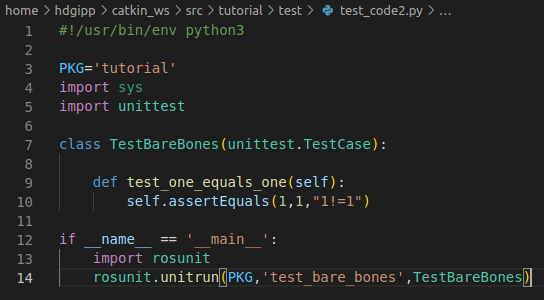 home > hdgipp > catkin_ws > src > tutorial > test > test_code2.py > ...
1 #!/usr/bin/env python3
2
3 PKG='tutorial'
4 import sys
5 import unittest
6
7 class TestBareBones(unittest.TestCase):
8
9     def test_one_equals_one(self):
10         self.assertEquals(1,1,"1!=1")
11
12 if __name__ == '__main__':
13     import rosunit
14     rosunit.unitrun(PKG,'test_bare_bones',TestBareBones)